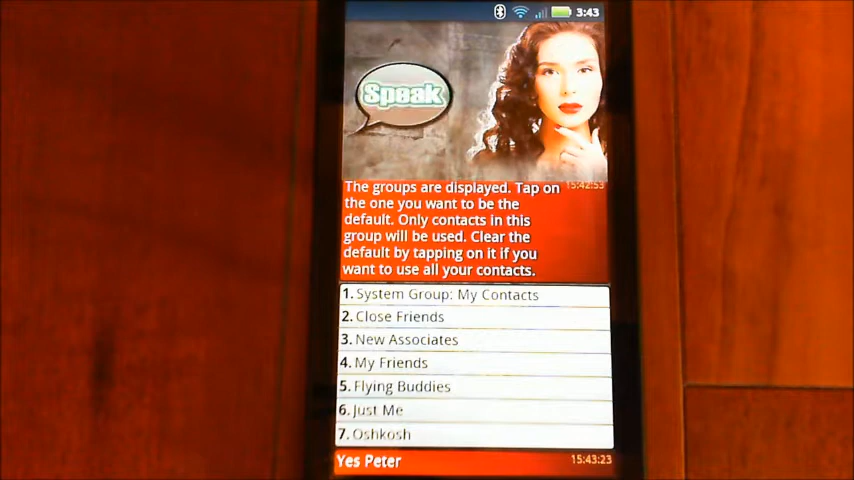 3:43
Speak
The groups are displayed. Tap on
15:42:53
the one you want to be the
default. Only contacts in this
group will be used. Clear the
default by tapping on it if you
want to use all your contacts.
1. System Group: My Contacts
2. Close Friends
3. New Associates
4. My Friends
5. Flying Buddies
6. Just Me
7. Oshkosh
Yes Peter
15:43:23